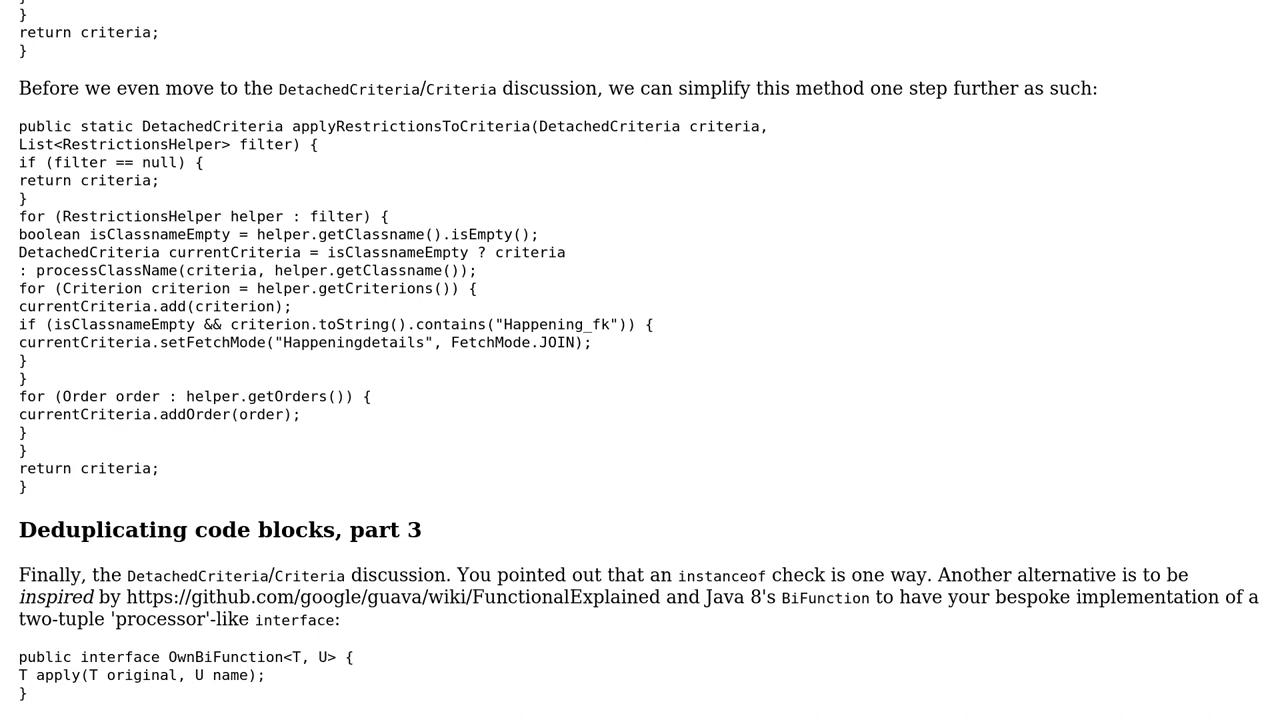 }
return criteria;
}
Before we even move to the DetachedCriteria/Criteria discussion, we can simplify this method one step further as such:
public static DetachedCriteria applyRestrictionsToCriteria(DetachedCriteria criteria,
List<RestrictionsHelper> filter) {
if (filter == null) {
return criteria;
}
for (RestrictionsHelper helper : filter) {
boolean isClassnameEmpty = helper.getClassname().isEmpty();
DetachedCriteria currentCriteria = isClassnameEmpty ? criteria
: processClassName(criteria, helper.getClassname());
for (Criterion criterion = helper.getCriterions()) {
currentCriteria.add(criterion);
if (isClassnameEmpty && criterion.toString().contains("Happening_fk")) {
currentCriteria.setFetchMode("Happeningdetails", FetchMode.JOIN);
}
}
for (Order order : helper.getOrders()) {
currentCriteria.addOrder(order);
}
}
return criteria;
}
Deduplicating code blocks, part 3
Finally, the DetachedCriteria/Criteria discussion. You pointed out that an instanceof check is one way. Another alternative is to be
inspired by https://github.com/google/guava/wiki/FunctionalExplained and Java 8's BiFunction to have your bespoke implementation of a
two-tuple 'processor'-like interface:
public interface OwnBiFunction<T, U> {
T apply(T original, U name);
}